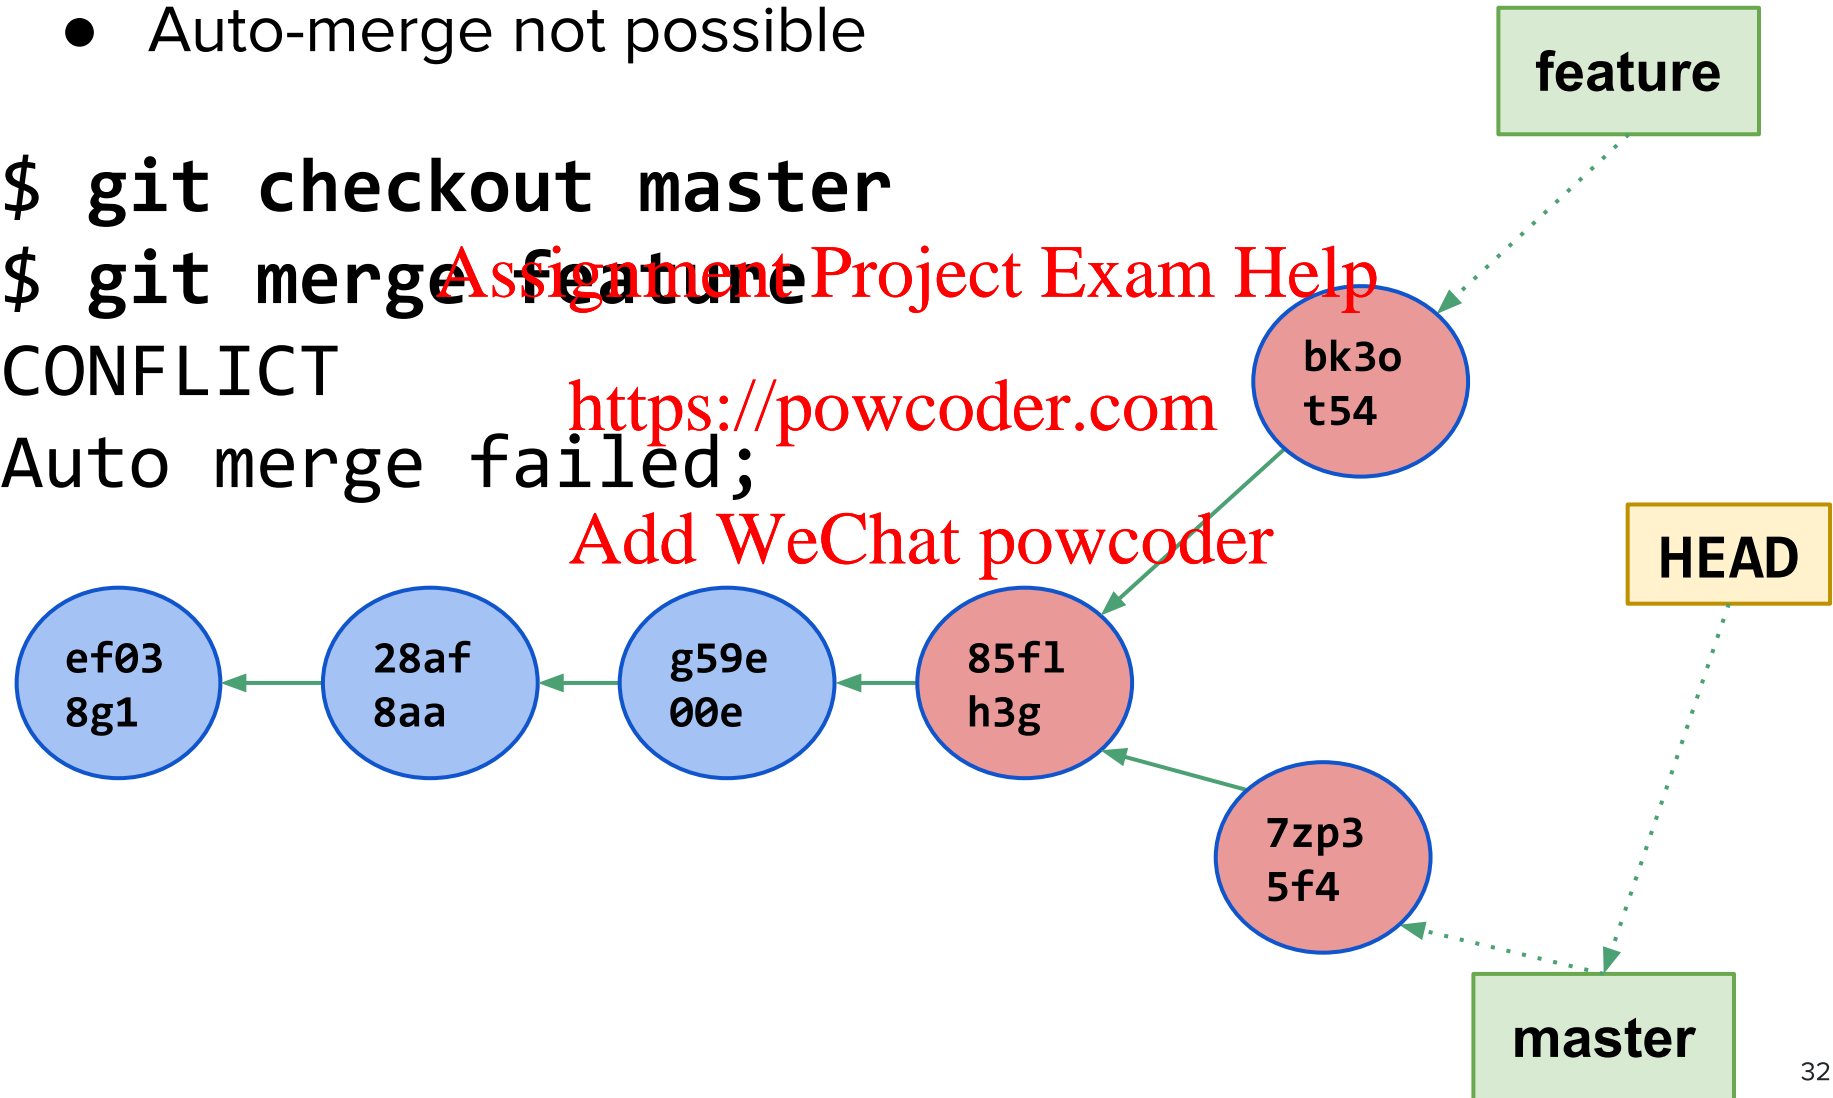 ● Auto-merge not possible
feature
$ git checkout master
$ git merge feature
Assignment Project Exam Help
CONFLICT
bk3o
t54
https://powcoder.com
Auto merge failed;
Add WeChat powcoder
HEAD
ef03
8g1
28af
8aa
g59e
00e
85fl
h3g
7zp3
5f4
master
32